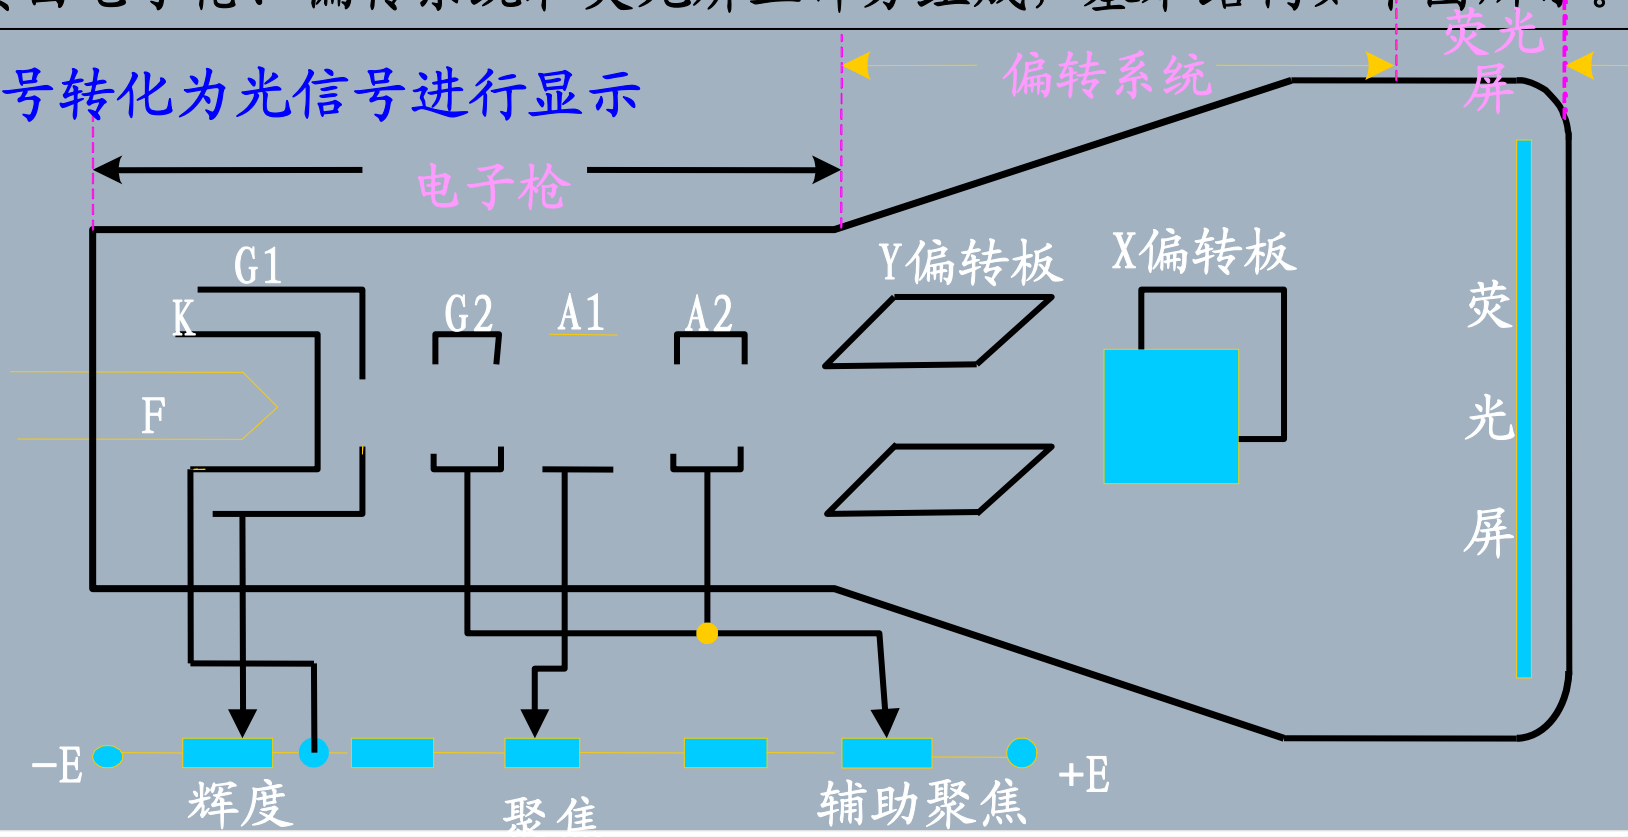 号转化为光信号进行显示
偏转系统
荧光
屏
电子枪
G1
K
G2
A1
A2
Y偏转板
X偏转板
F
荧
光
屏
-E
+E
辉度
聚焦
辅助聚焦